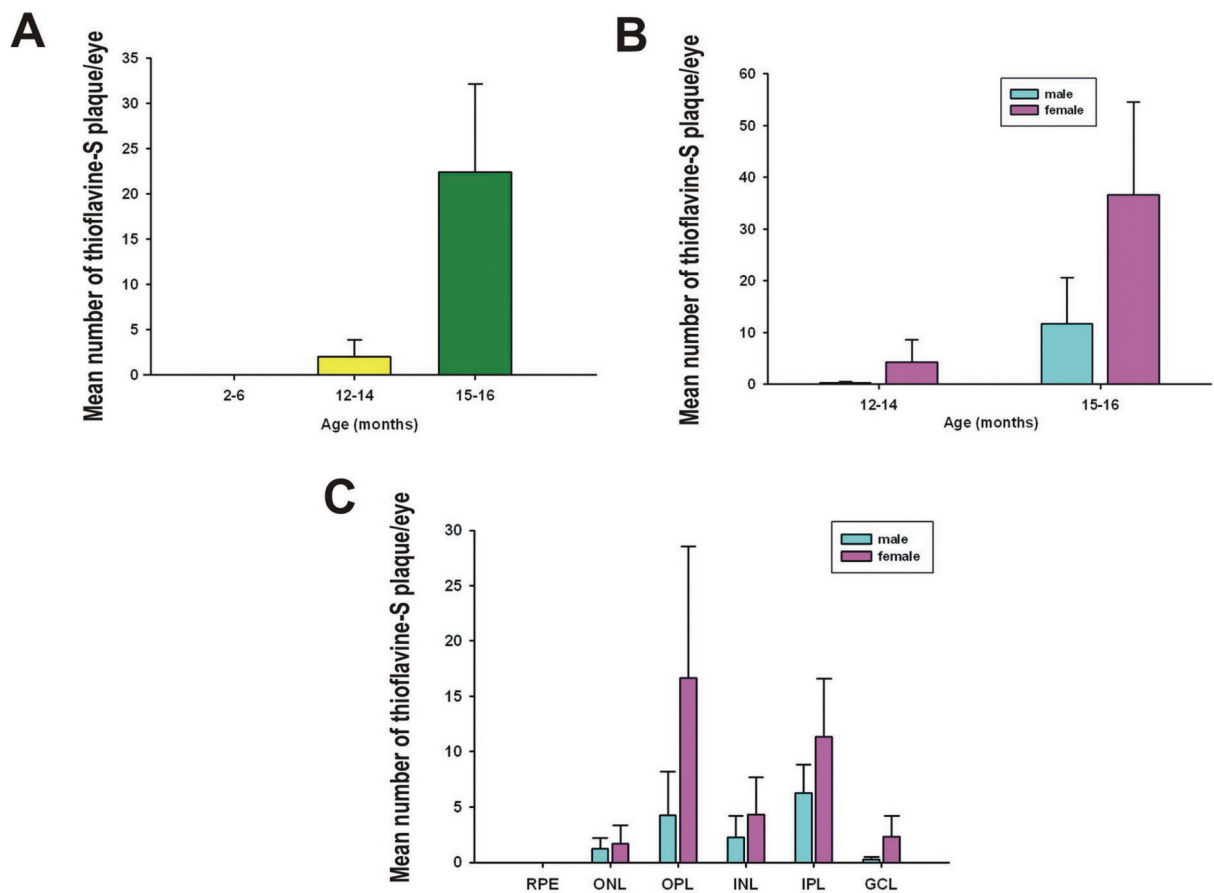 A
Mean number of thioflavine-S plaque/eye
35
30
25
20
15
10
5
0
2-6
12-14
15-16
Age (months)
B
Mean number of thioflavine-S plaque/eye
60
50
40
30
20
10
0
male
female
12-14
15-16
Age (months)
C
Mean number of thioflavine-S plaque/eye
30
25
20
15
10
5
0
male
female
RPE
ONL
OPL
INL
IPL
GCL